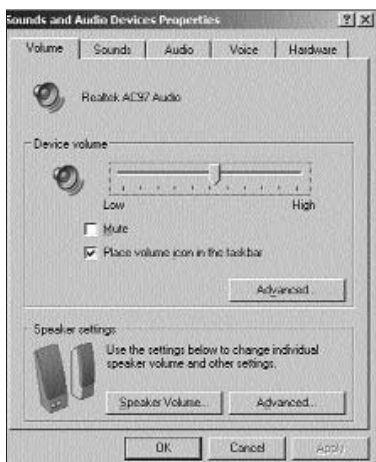 Sounds and Audio Devices Properties
Volume Sounds Audio Voice Hardware
Realtek AC97 Audio
Device volume
Low High
Mute
Place volume icon in the taskbar
Advanced...
Speaker settings
Use the settings below to change individual
speaker volume and other settings.
Speaker Volume... Advanced...
OK Cancel Apply